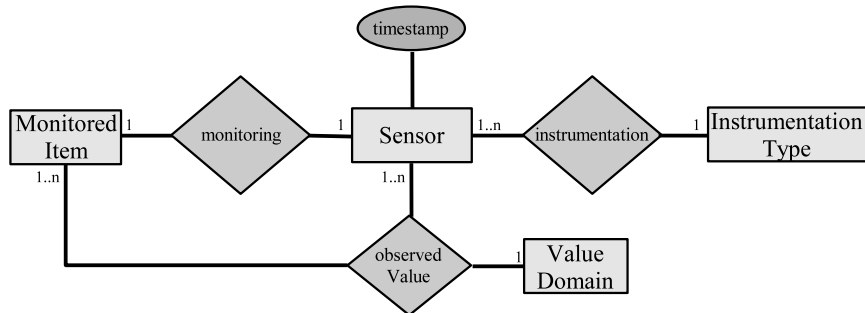 timestamp
Monitored
Item
1
monitoring
1
Sensor
1..n
instrumentation
1
Instrumentation
Type
1..n
1..n
observed
Value
1
Value
Domain